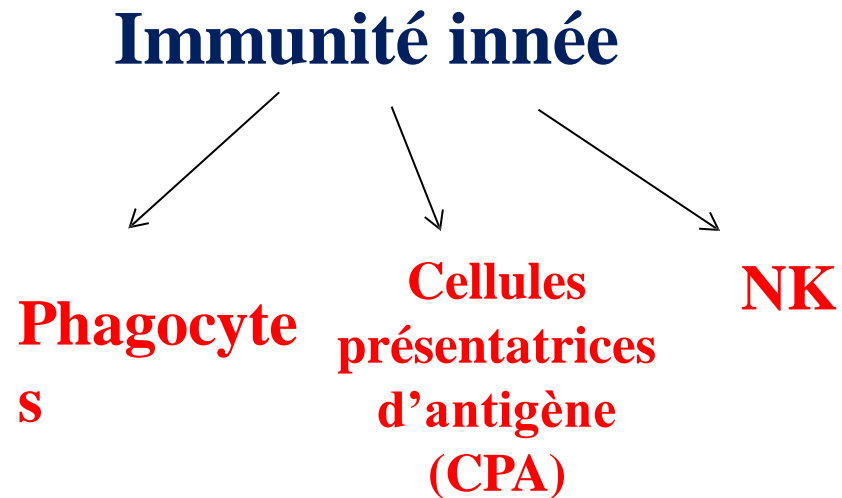 Immunité innée
Phagocyte
s
Cellules
présentatrices
d’antigène
(CPA)
NK